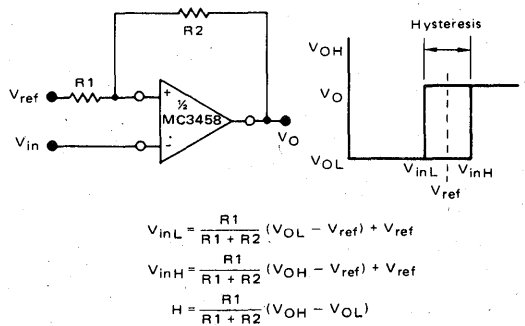 R2
R1
Vref
+
½
MC3458
-
Vin
VO
Hysteresis
VOH
VO
VOL
VinL
VinH
Vref
VinL = R1 / (R1 + R2) (VOL – Vref) + Vref
VinH = R1 / (R1 + R2) (VOH – Vref) + Vref
H = R1 / (R1 + R2) (VOH – VOL)